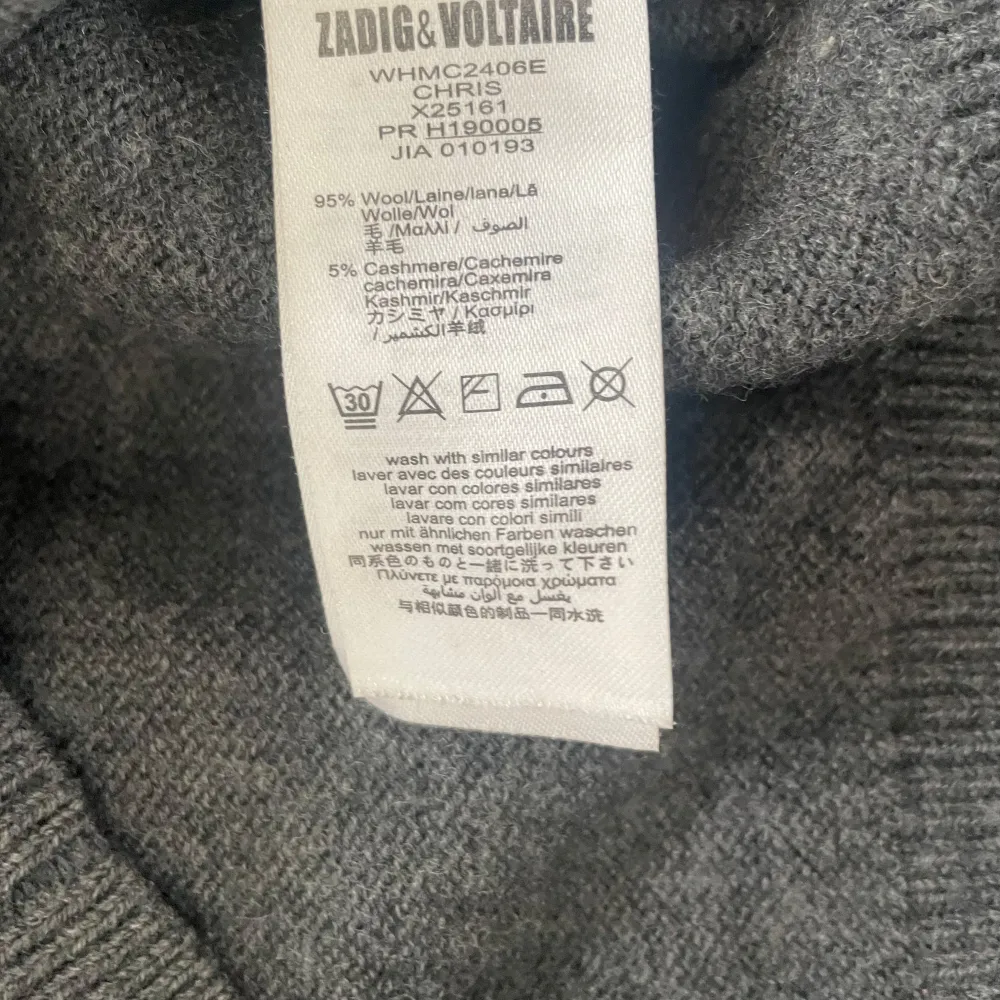 ZADIG&VOLTAIRE
WHMC2406E
CHRIS
X25161
PR H190005
JIA 010193
95% Wool/Laine/lana/Lã
Wolle/Wol
毛 /Μαλλί / الصوف
羊毛
5% Cashmere/Cachemire
cachemira/Caxemira
Kashmir/Kaschmir
カシミヤ / Κασμίρι
/ الكشمير羊绒
30
wash with similar colours
laver avec des couleurs similaires
lavar con colores similares
lavar com cores similares
lavare con colori simili
nur mit ähnlichen Farben waschen
wassen met soortgelijke kleuren
同系色のものと一緒に洗って下さい
Πλύνετε με παρόμοια χρώματα
يغسل مع ألوان مشابهة
与相似颜色的制品一同水洗